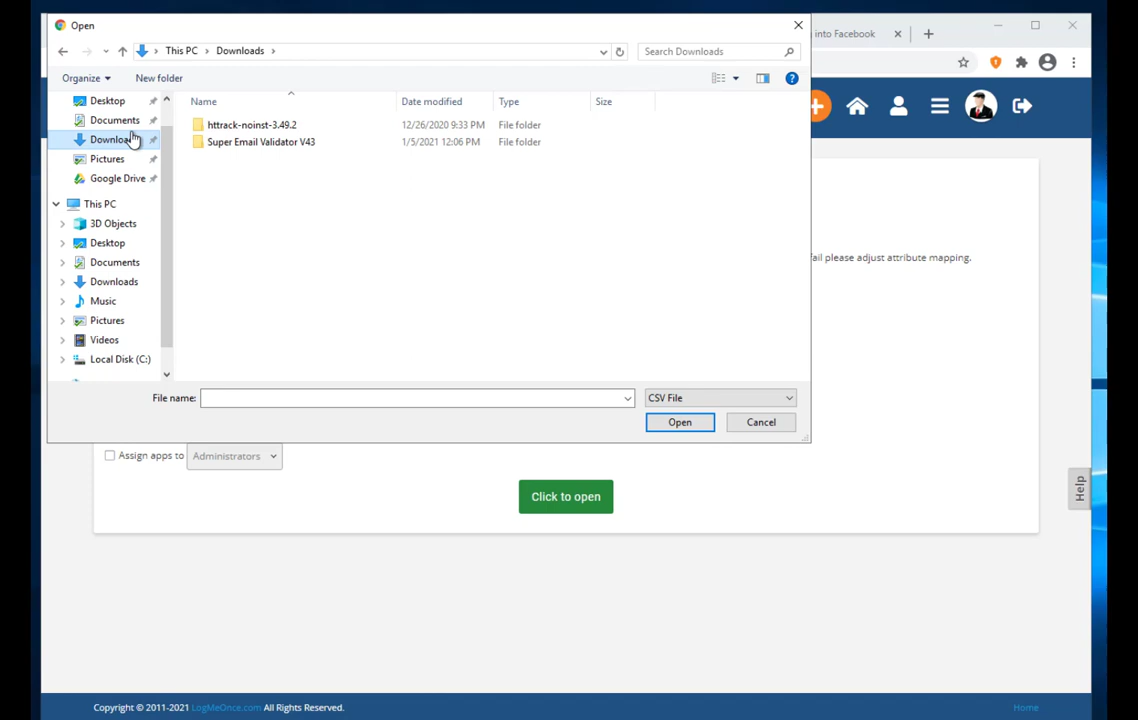 Open
into Facebook
This PC > Downloads >
Search Downloads
Organize
New folder
Desktop
Documents
Pictures
Google Drive
This PC
3D Objects
Desktop
Documents
Downloads
Music
Pictures
Videos
Local Disk (C:)
Name
Date modified
Type
Size
httrack-noinst-3.49.2
12/26/2020 9:33 PM
File folder
Super Email Validator V43
1/5/2021 12:06 PM
File folder
fail please adjust attribute mapping.
File name:
CSV File
Open
Cancel
Assign apps to
Administrators
Click to open
Help
Copyright © 2011-2021 LogMeOnce.com All Rights Reserved.
Home